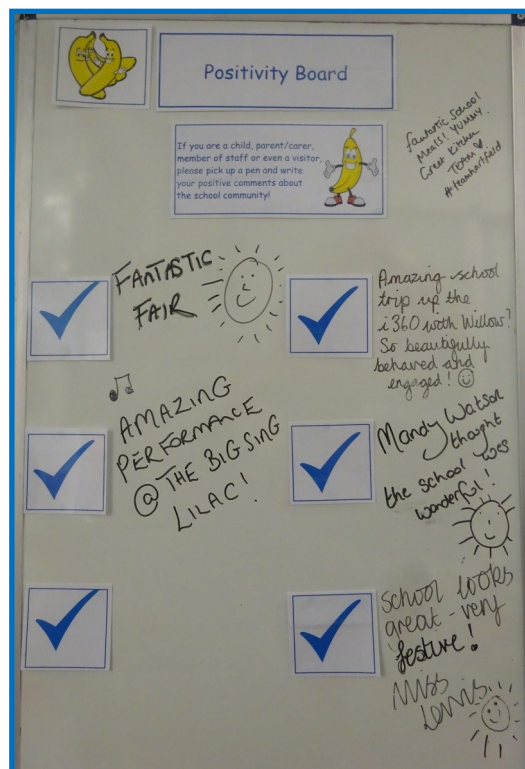 Positivity Board
If you are a child, parent/carer,
member of staff or even a visitor,
please pick up a pen and write
your positive comments about
the school community!
fantastic school
Meals!. YUMMY.
Great Kitchen
TEAM
#teamhartfield
FANTASTIC
FAIR
Amazing school
trip up the
i360 with Willow?
So beautifully
behaved and
engaged!
AMAZING
PERFORMANCE
@ THE BIG SING
LILAC!
Mandy Watson
thought
the school was
wonderful!
School looks
great - very
festive!
Miss